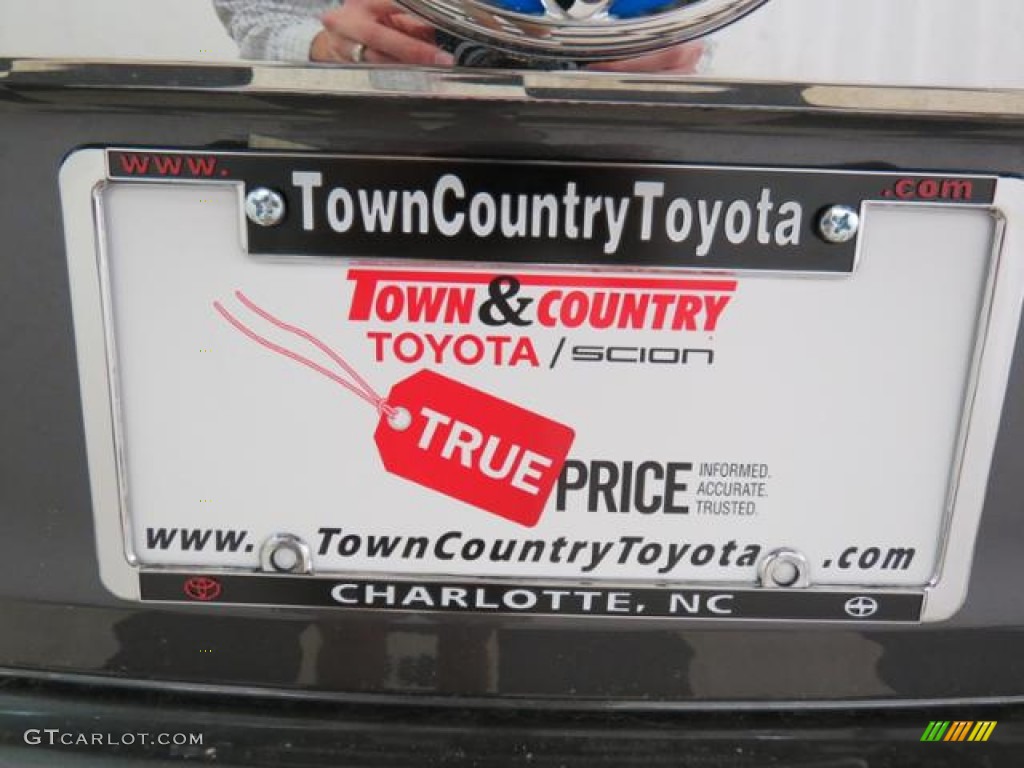 www. .com
TownCountryToyota
TOWN & COUNTRY
TOYOTA / SCION
TRUE
PRICE
INFORMED.
ACCURATE.
TRUSTED.
www. TownCountryToyota .com
CHARLOTTE, NC
GTCARLOT.COM